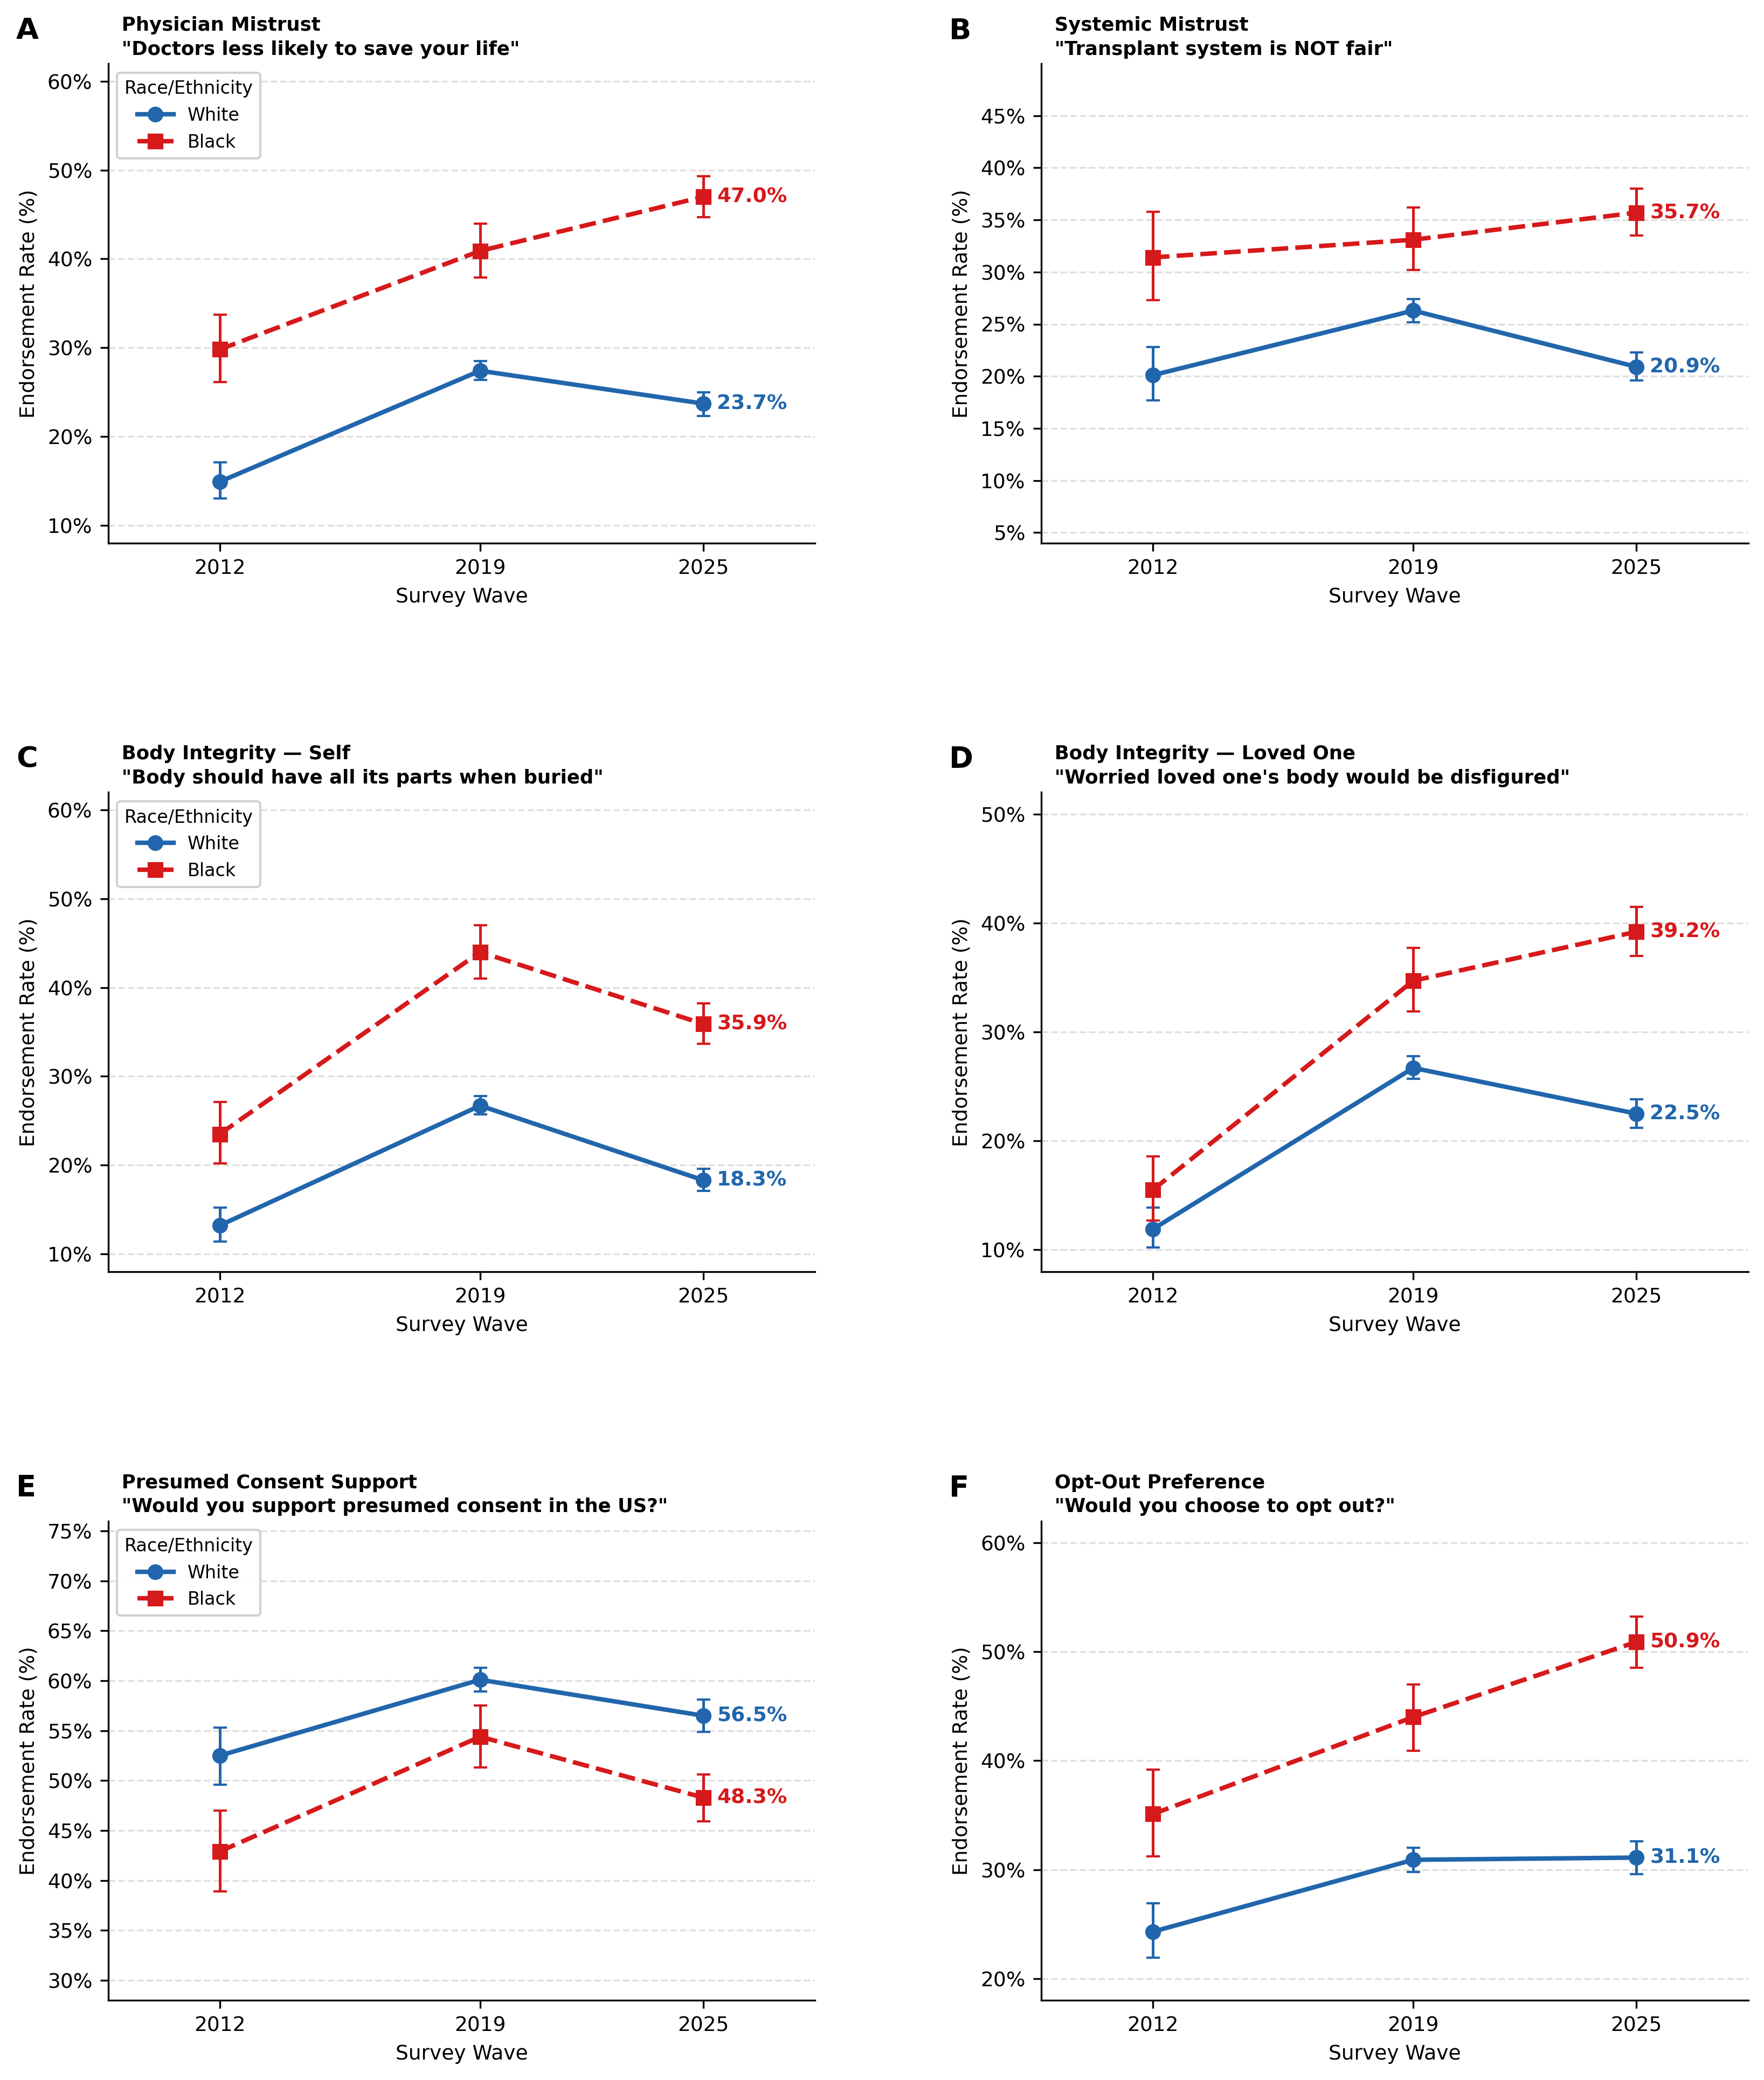 A
Physician Mistrust
"Doctors less likely to save your life"
60%
50%
40%
30%
20%
10%
Endorsement Rate (%)
Race/Ethnicity
White
Black
47.0%
23.7%
2012
2019
2025
Survey Wave
B
Systemic Mistrust
"Transplant system is NOT fair"
45%
40%
35%
30%
25%
20%
15%
10%
5%
Endorsement Rate (%)
35.7%
20.9%
2012
2019
2025
Survey Wave
C
Body Integrity — Self
"Body should have all its parts when buried"
60%
50%
40%
30%
20%
10%
Endorsement Rate (%)
Race/Ethnicity
White
Black
35.9%
18.3%
2012
2019
2025
Survey Wave
D
Body Integrity — Loved One
"Worried loved one's body would be disfigured"
50%
40%
30%
20%
10%
Endorsement Rate (%)
39.2%
22.5%
2012
2019
2025
Survey Wave
E
Presumed Consent Support
"Would you support presumed consent in the US?"
75%
70%
65%
60%
55%
50%
45%
40%
35%
30%
Endorsement Rate (%)
Race/Ethnicity
White
Black
56.5%
48.3%
2012
2019
2025
Survey Wave
F
Opt-Out Preference
"Would you choose to opt out?"
60%
50%
40%
30%
20%
Endorsement Rate (%)
50.9%
31.1%
2012
2019
2025
Survey Wave